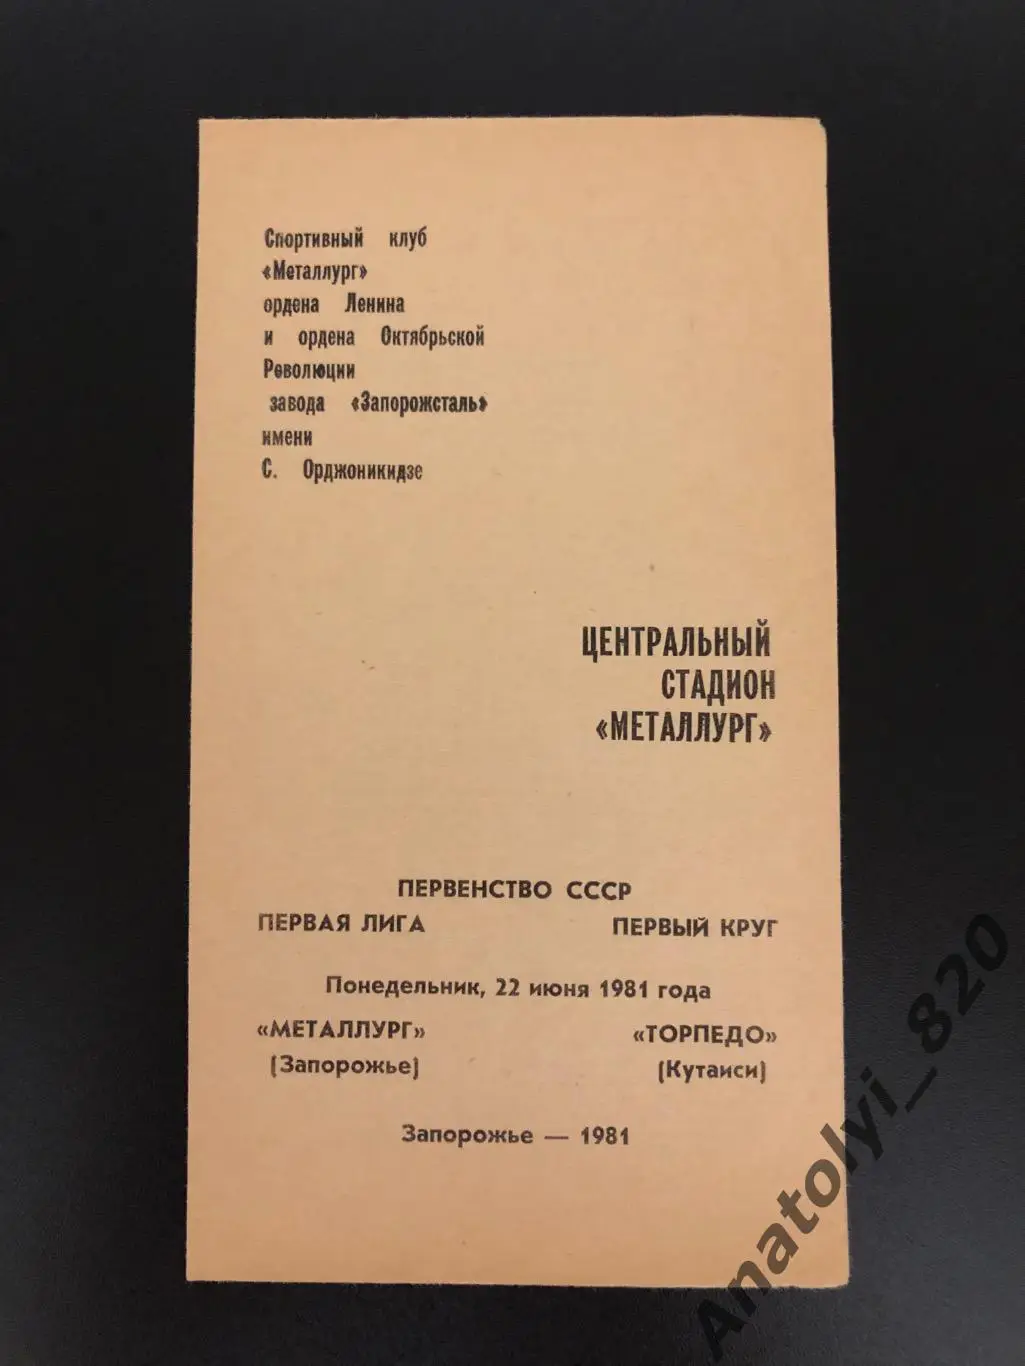 Спортивный клуб
«Металлург»
ордена Ленина
и ордена Октябрьской
Революции
завода «Запорожсталь»
имени
С. Орджоникидзе
ЦЕНТРАЛЬНЫЙ
СТАДИОН
«МЕТАЛЛУРГ»
ПЕРВЕНСТВО СССР
ПЕРВАЯ ЛИГА ПЕРВЫЙ КРУГ
Понедельник, 22 июня 1981 года
«МЕТАЛЛУРГ» «ТОРПЕДО»
(Запорожье) (Кутаиси)
Запорожье — 1981
Anatolyi_820